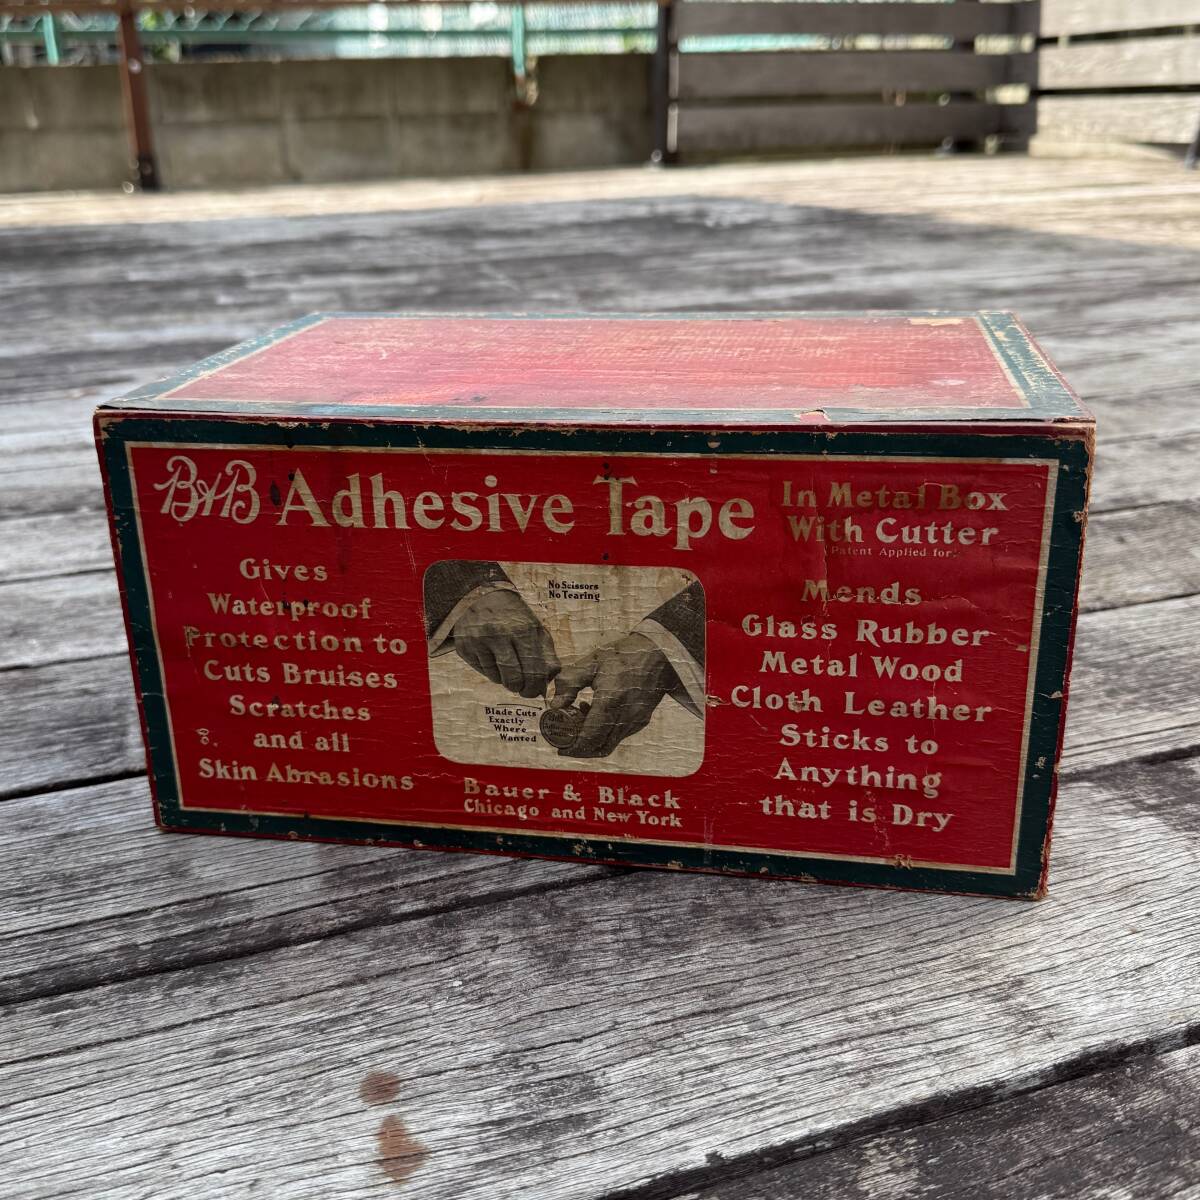 B&B Adhesive Tape
In Metal Box
With Cutter
Patent Applied for
Gives
Waterproof
Protection to
Cuts Bruises
Scratches
and all
Skin Abrasions
No Scissors
No Tearing
Blade Cuts
Exactly
Where
Wanted
Bauer & Black
Chicago and New York
Mends
Glass Rubber
Metal Wood
Cloth Leather
Sticks to
Anything
that is Dry